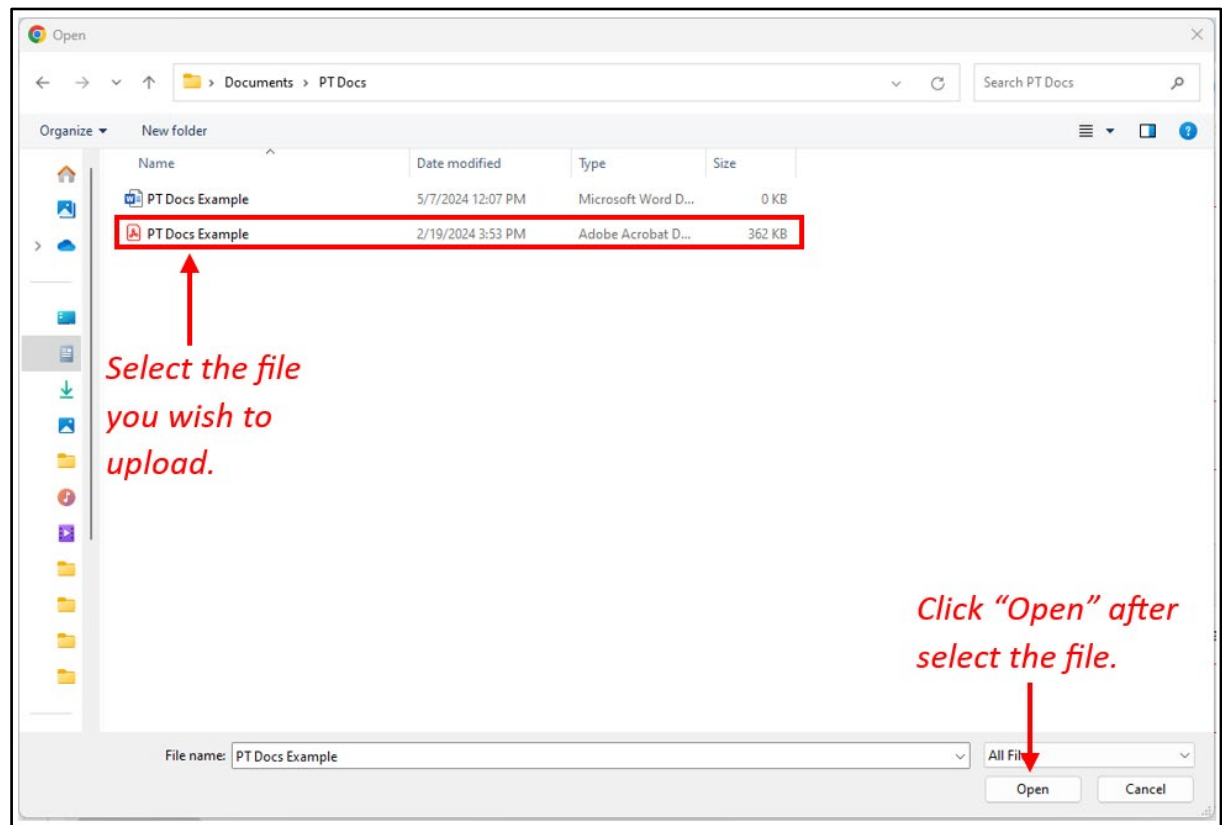 Open
Documents > PT Docs
Search PT Docs
Organize
New folder
Name
Date modified
Type
Size
PT Docs Example
5/7/2024 12:07 PM
Microsoft Word D...
0 KB
PT Docs Example
2/19/2024 3:53 PM
Adobe Acrobat D...
362 KB
Select the file
you wish to
upload.
Click “Open” after
select the file.
File name:
PT Docs Example
All Fil
Open
Cancel